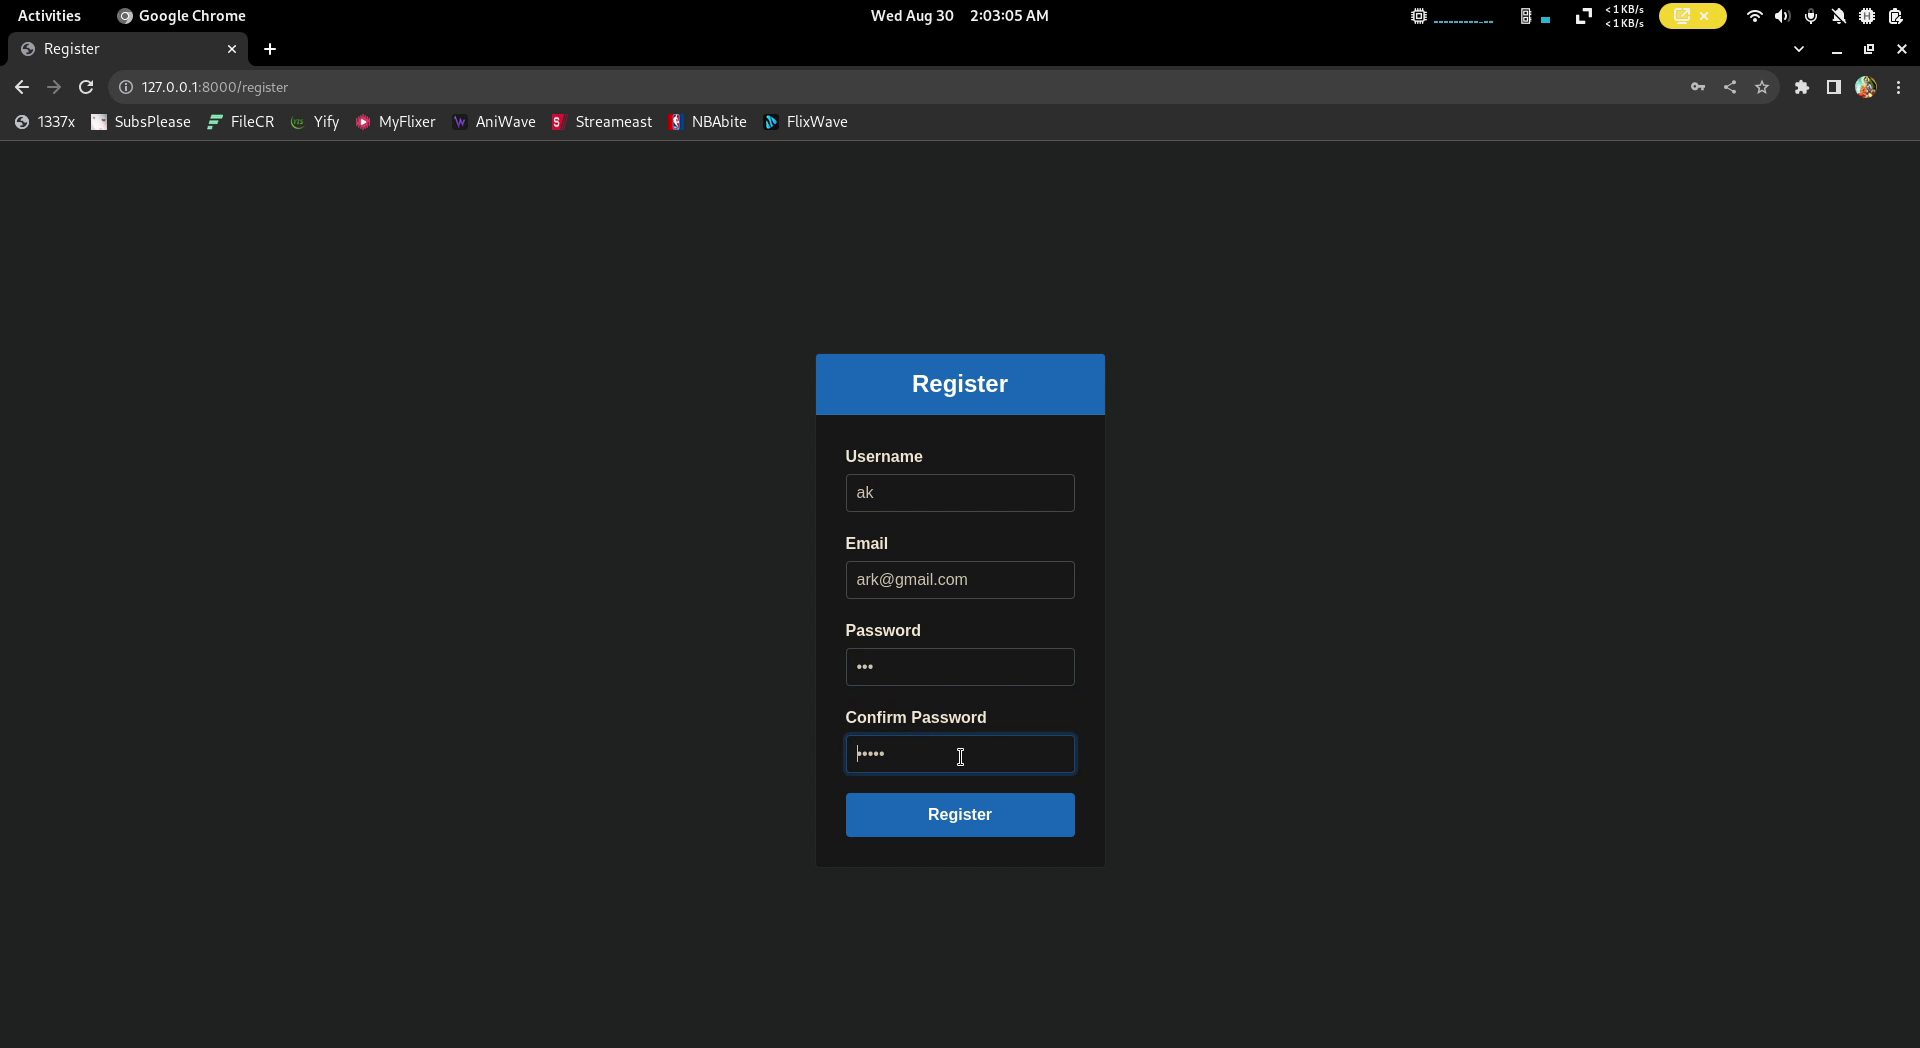 Activities Google Chrome Wed Aug 30 2:03:05 AM <1 KB/s
<1 KB/s
Register
127.0.0.1:8000/register
1337x SubsPlease FileCR Yify MyFlixer AniWave Streameast NBAbite FlixWave
Register
Username
ak
Email
ark@gmail.com
Password
•••
Confirm Password
•••••
Register